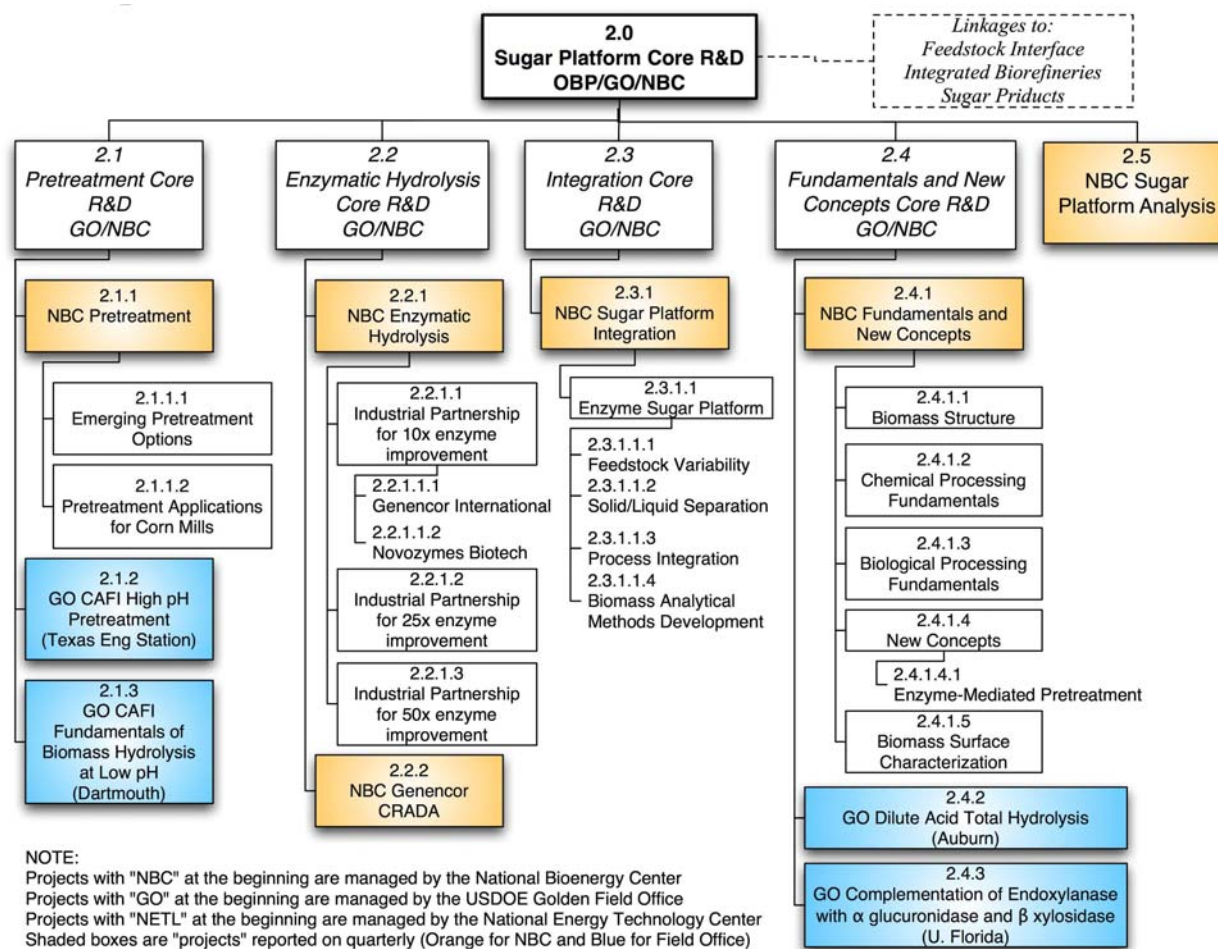 2.0
Sugar Platform Core R&D
OBP/GO/NBC
Linkages to:
Feedstock Interface
Integrated Biorefineries
Sugar Priducts
2.1
Pretreatment Core
R&D
GO/NBC
2.2
Enzymatic Hydrolysis
Core R&D
GO/NBC
2.3
Integration Core
R&D
GO/NBC
2.4
Fundamentals and New
Concepts Core R&D
GO/NBC
2.5
NBC Sugar
Platform Analysis
2.1.1
NBC Pretreatment
2.1.1.1
Emerging Pretreatment
Options
2.1.1.2
Pretreatment Applications
for Corn Mills
2.1.2
GO CAFI High pH
Pretreatment
(Texas Eng Station)
2.1.3
GO CAFI
Fundamentals of
Biomass Hydrolysis
at Low pH
(Dartmouth)
2.2.1
NBC Enzymatic
Hydrolysis
2.2.1.1
Industrial Partnership
for 10x enzyme
improvement
2.2.1.1.1
Genencor International
2.2.1.1.2
Novozymes Biotech
2.2.1.2
Industrial Partnership
for 25x enzyme
improvement
2.2.1.3
Industrial Partnership
for 50x enzyme
improvement
2.2.2
NBC Genencor
CRADA
2.3.1
NBC Sugar Platform
Integration
2.3.1.1
Enzyme Sugar Platform
2.3.1.1.1
Feedstock Variability
2.3.1.1.2
Solid/Liquid Separation
2.3.1.1.3
Process Integration
2.3.1.1.4
Biomass Analytical
Methods Development
2.4.1
NBC Fundamentals and
New Concepts
2.4.1.1
Biomass Structure
2.4.1.2
Chemical Processing
Fundamentals
2.4.1.3
Biological Processing
Fundamentals
2.4.1.4
New Concepts
2.4.1.4.1
Enzyme-Mediated Pretreatment
2.4.1.5
Biomass Surface
Characterization
2.4.2
GO Dilute Acid Total Hydrolysis
(Auburn)
2.4.3
GO Complementation of Endoxylanase
with α glucuronidase and β xylosidase
(U. Florida)
NOTE:
Projects with "NBC" at the beginning are managed by the National Bioenergy Center
Projects with "GO" at the beginning are managed by the USDOE Golden Field Office
Projects with "NETL" at the beginning are managed by the National Energy Technology Center
Shaded boxes are "projects" reported on quarterly (Orange for NBC and Blue for Field Office)